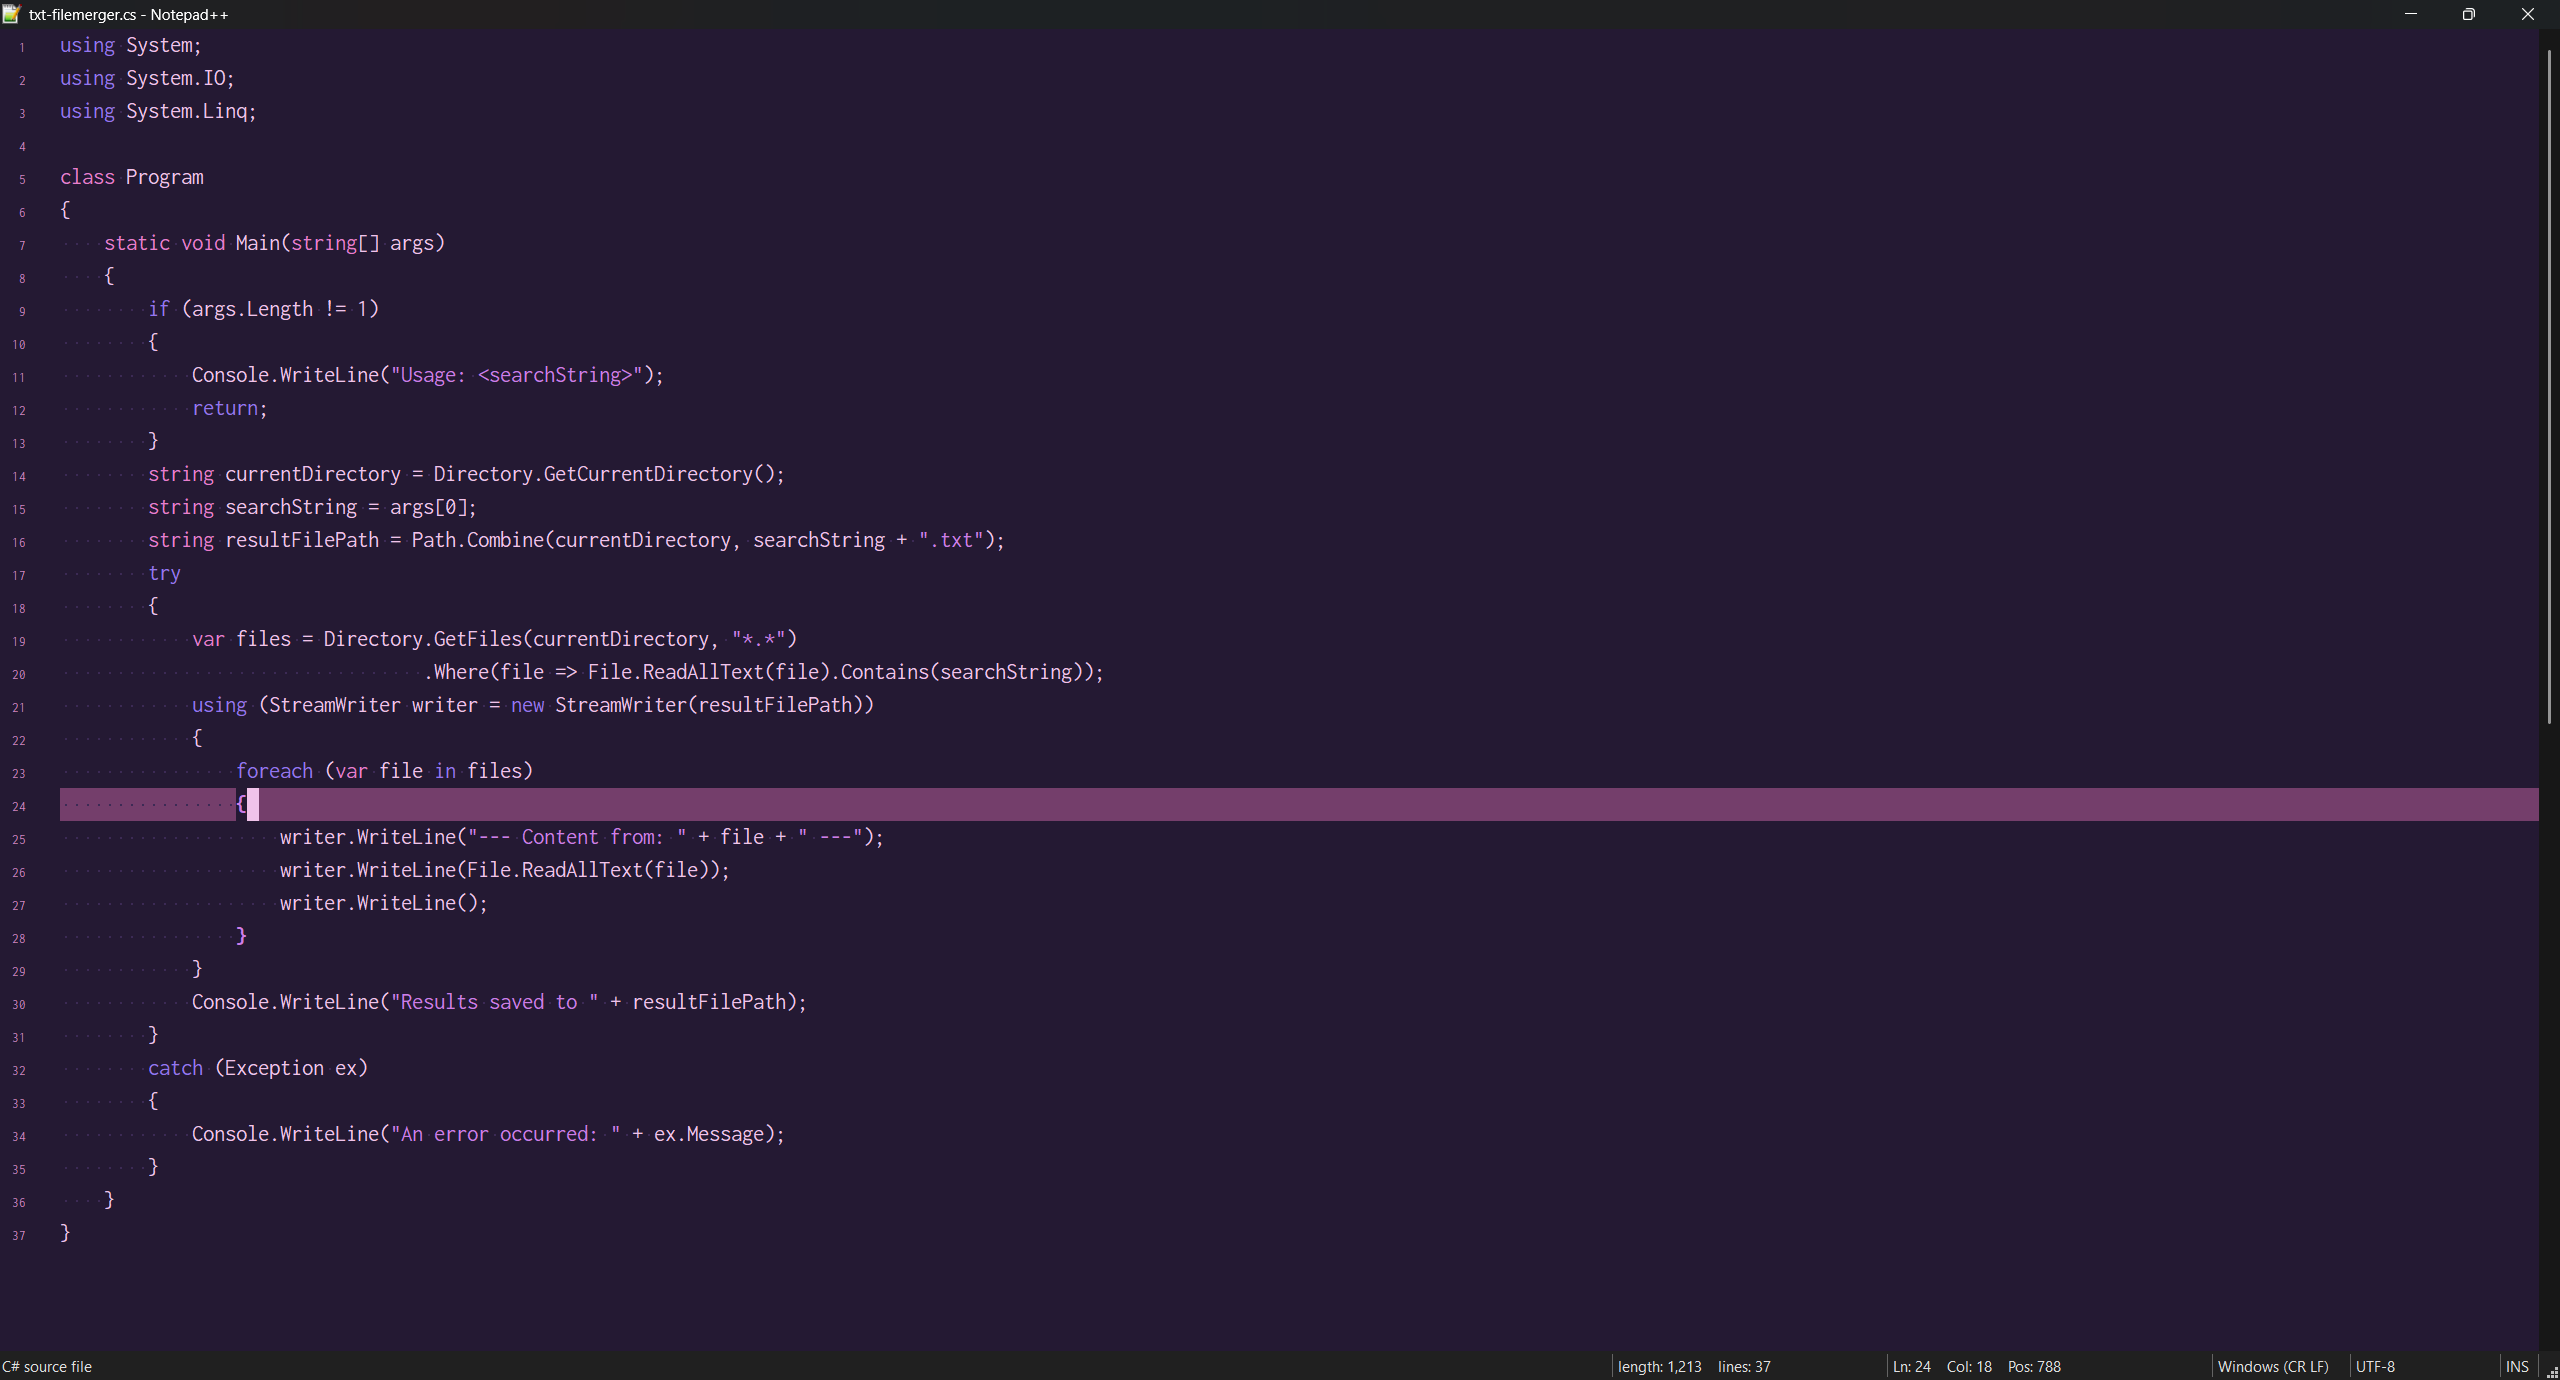 txt-filemerger.cs - Notepad++
1 using System;
2 using System.IO;
3 using System.Linq;
4
5 class Program
6 {
7     static void Main(string[] args)
8     {
9         if (args.Length != 1)
10         {
11             Console.WriteLine("Usage: <searchString>");
12             return;
13         }
14         string currentDirectory = Directory.GetCurrentDirectory();
15         string searchString = args[0];
16         string resultFilePath = Path.Combine(currentDirectory, searchString + ".txt");
17         try
18         {
19             var files = Directory.GetFiles(currentDirectory, "*.*")
20                                  .Where(file => File.ReadAllText(file).Contains(searchString));
21             using (StreamWriter writer = new StreamWriter(resultFilePath))
22             {
23                 foreach (var file in files)
24                 {
25                     writer.WriteLine("--- Content from: " + file + " ---");
26                     writer.WriteLine(File.ReadAllText(file));
27                     writer.WriteLine();
28                 }
29             }
30             Console.WriteLine("Results saved to " + resultFilePath);
31         }
32         catch (Exception ex)
33         {
34             Console.WriteLine("An error occurred: " + ex.Message);
35         }
36     }
37 }
C# source file length: 1,213 lines: 37 Ln: 24 Col: 18 Pos: 788 Windows (CR LF) UTF-8 INS